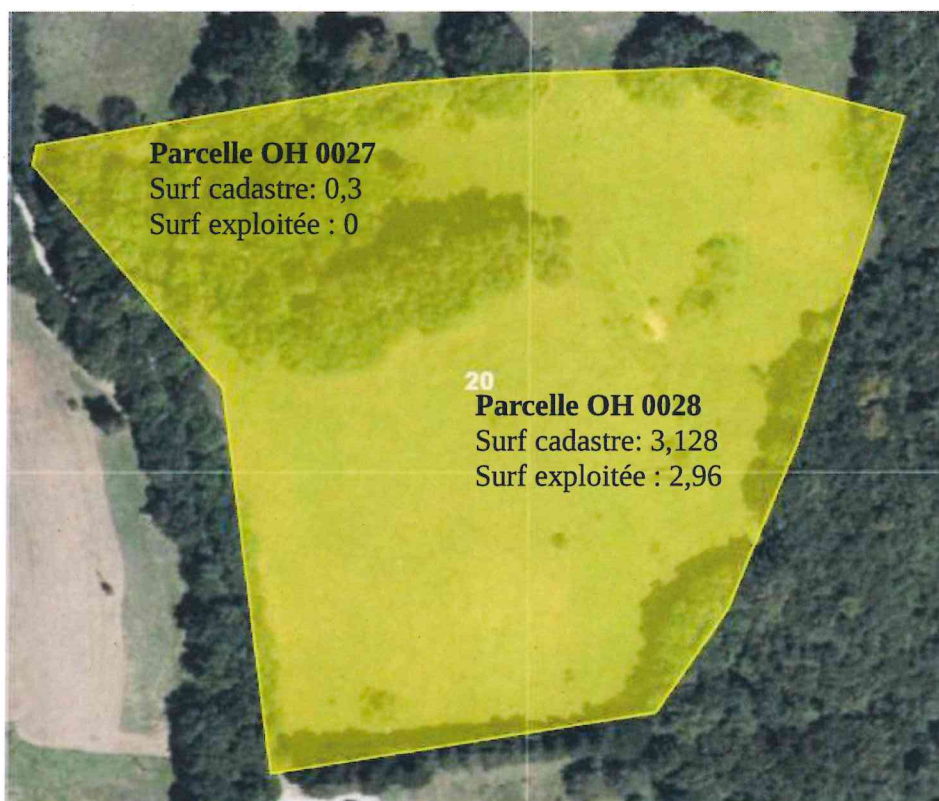 Parcelle OH 0027
Surf cadastre: 0,3
Surf exploitée : 0
20
Parcelle OH 0028
Surf cadastre: 3,128
Surf exploitée : 2,96